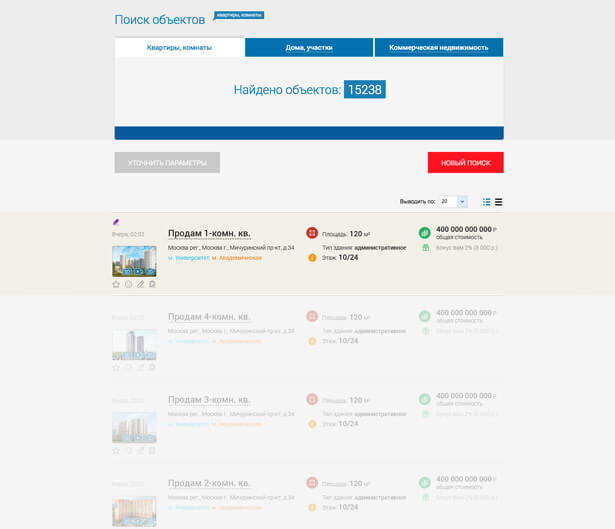 Поиск объектов
квартиры, комнаты
Квартиры, комнаты
Дома, участки
Коммерческая недвижимость
Найдено объектов: 15238
УТОЧНИТЬ ПАРАМЕТРЫ
НОВЫЙ ПОИСК
Выводить по: 20
Вчера, 02:02
Продам 1-комн. кв.
Москва рег., Москва г., Мичуринский пр-кт, д.34
м. Университет, м. Академическая
Площадь: 120 м²
Тип здания: административное
Этаж: 10/24
400 000 000 000 Р
общая стоимость
Бонус вам 2% (8 000 р.)
Вчера, 02:02
Продам 4-комн. кв.
Москва рег., Москва г., Мичуринский пр-кт, д.34
м. Университет, м. Академическая
Площадь: 120 м²
Тип здания: административное
Этаж: 10/24
400 000 000 000 Р
общая стоимость
Бонус вам 2% (8 000 р.)
Вчера, 02:02
Продам 3-комн. кв.
Москва рег., Москва г., Мичуринский пр-кт, д.34
м. Университет, м. Академическая
Площадь: 120 м²
Тип здания: административное
Этаж: 10/24
400 000 000 000 Р
общая стоимость
Бонус вам 2% (8 000 р.)
Вчера, 02:02
Продам 2-комн. кв.
Москва рег., Москва г., Мичуринский пр-кт, д.34
м. Университет, м. Академическая
Площадь: 120 м²
Тип здания: административное
Этаж: 10/24
400 000 000 000 Р
общая стоимость
Бонус вам 2% (8 000 р.)